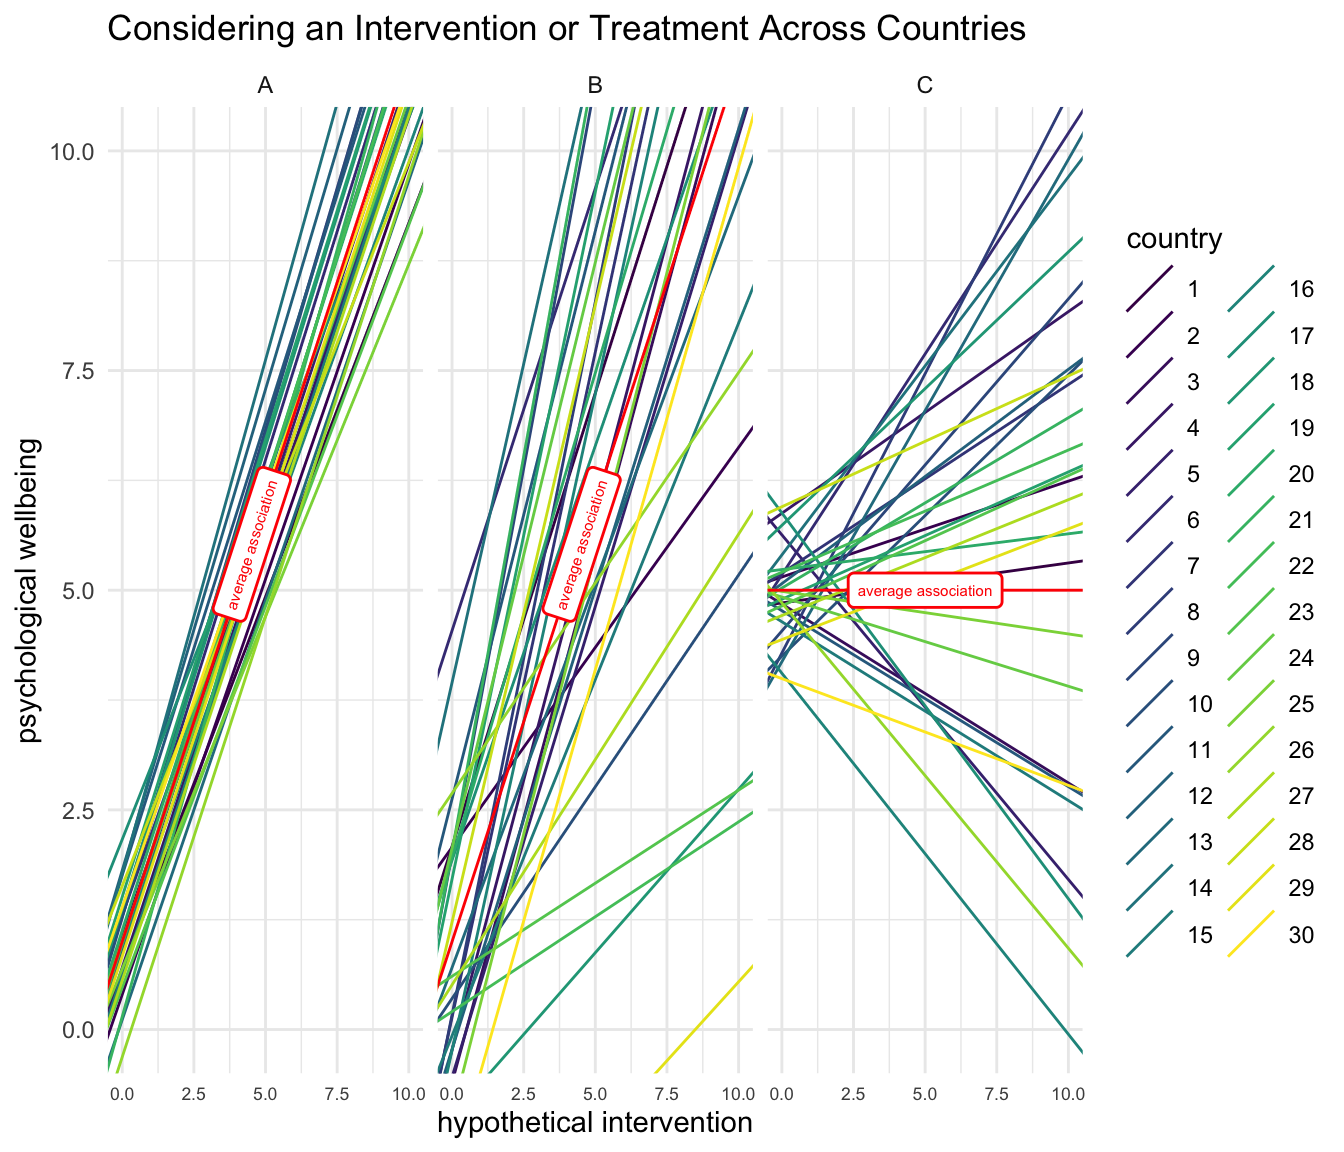 Considering an Intervention or Treatment Across Countries
A
B
C
10.0
7.5
5.0
2.5
0.0
psychological wellbeing
average association
average association
average association
0.0 2.5 5.0 7.5 10.0
0.0 2.5 5.0 7.5 10.0
0.0 2.5 5.0 7.5 10.0
hypothetical intervention
country
1
2
3
4
5
6
7
8
9
10
11
12
13
14
15
16
17
18
19
20
21
22
23
24
25
26
27
28
29
30